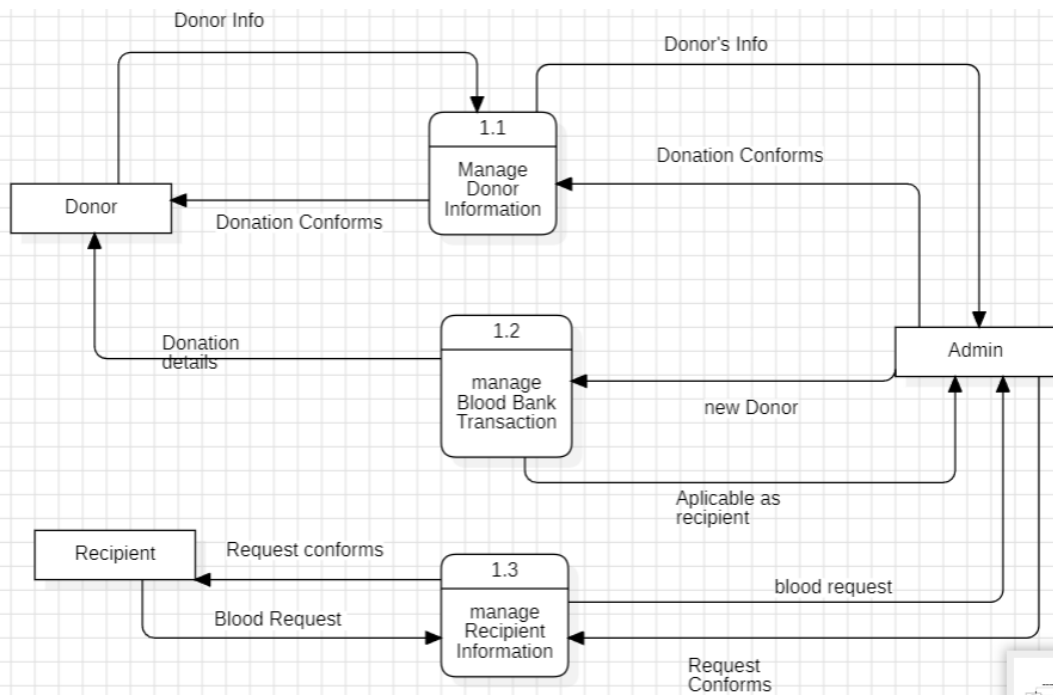 Donor Info
Donor's Info
1.1
Manage
Donor
Information
Donation Conforms
Donor
Donation Conforms
1.2
manage
Blood Bank
Transaction
Donation
details
Admin
new Donor
Aplicable as
recipient
Recipient
Request conforms
1.3
manage
Recipient
Information
blood request
Blood Request
Request
Conforms